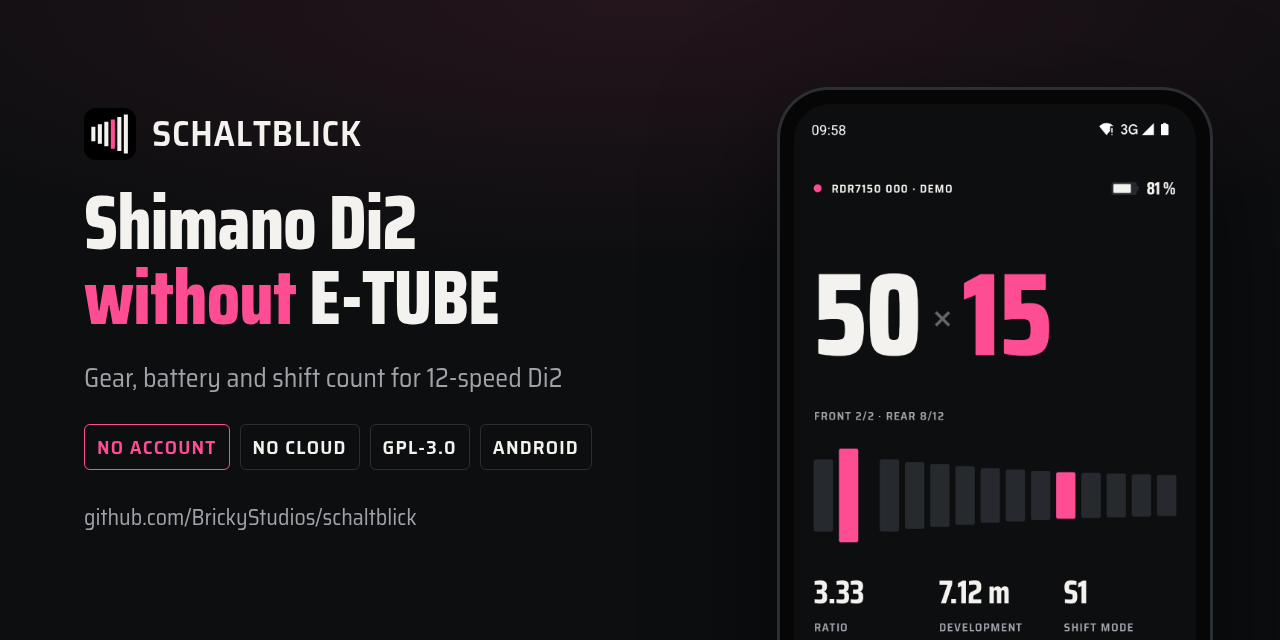 SCHALTBLICK
Shimano Di2
without E-TUBE
Gear, battery and shift count for 12-speed Di2
NO ACCOUNT
NO CLOUD
GPL-3.0
ANDROID
github.com/BrickyStudios/schaltblick
09:58
3G
RDR7150 000 · DEMO
81 %
50 × 15
FRONT 2/2 · REAR 8/12
3.33
7.12 m
S1
RATIO
DEVELOPMENT
SHIFT MODE